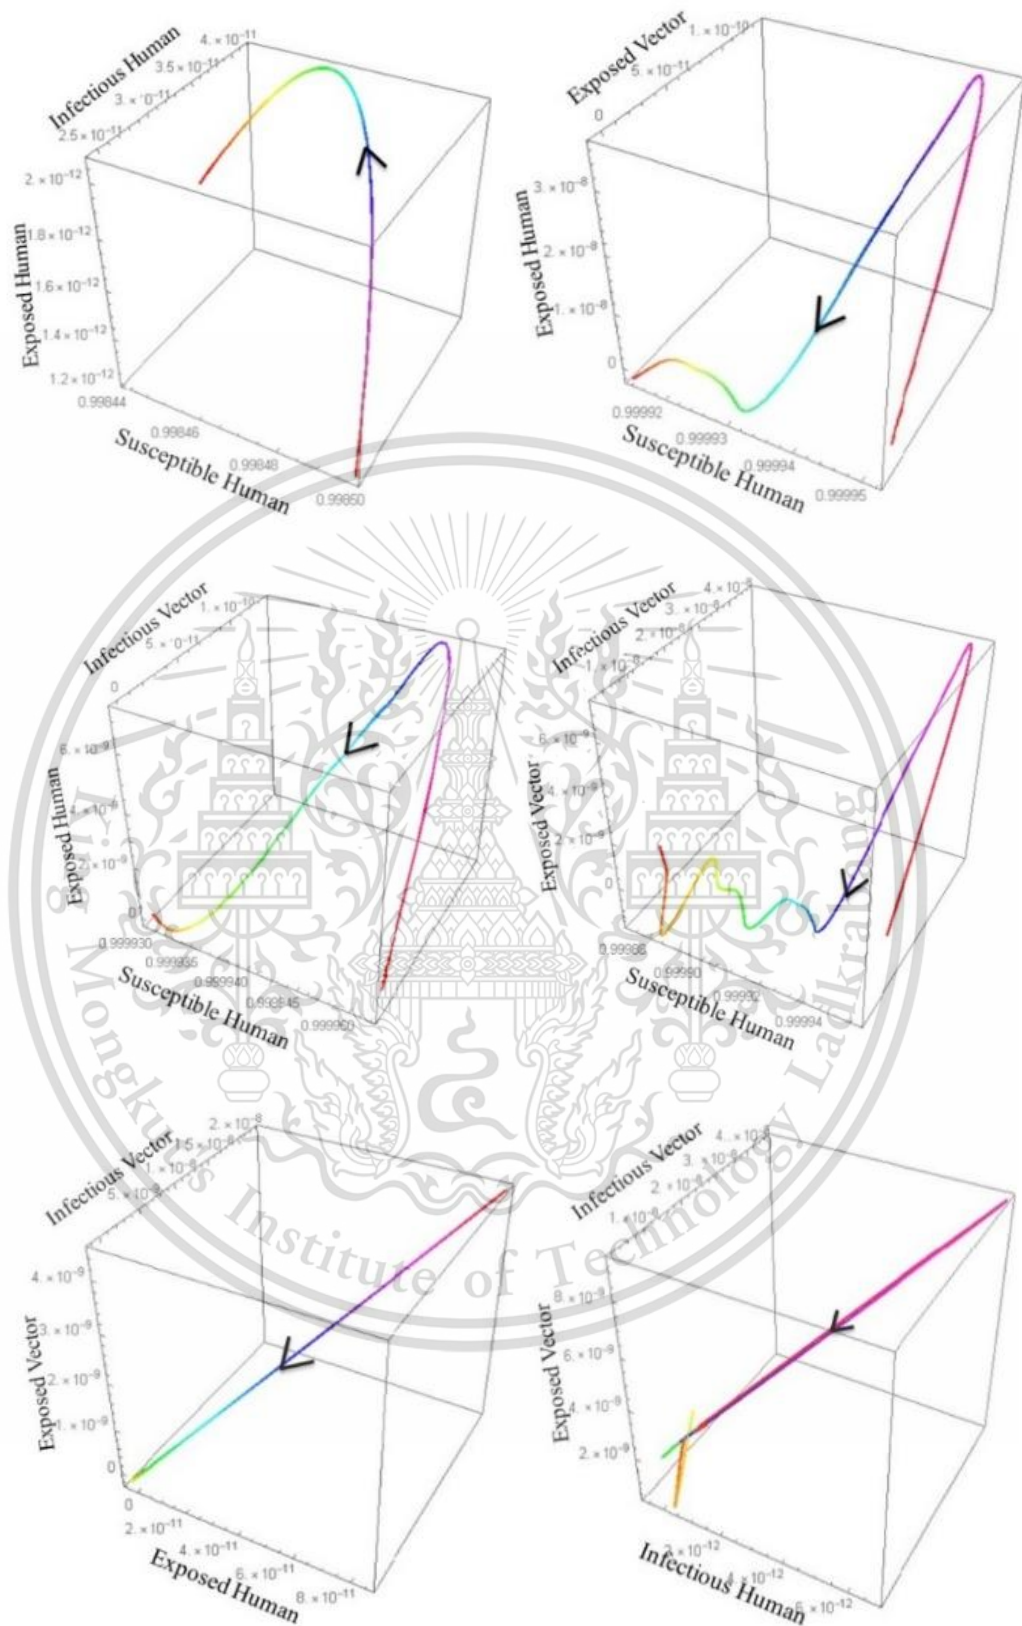 Infectious Human
4. × 10⁻¹¹
3.5 × 10⁻¹¹
3. × 0⁻¹¹
2.5 × 10⁻¹¹
2. × 10⁻¹²
1.8 × 10⁻¹²
1.6 × 10⁻¹²
1.4 × 10⁻¹²
1.2 × 10⁻¹²
Exposed Human
0.99844
0.99846
0.99848
0.99850
Susceptible Human
Exposed Vector
1. × 10⁻¹⁰
5. × 10⁻¹¹
0
3. × 10⁻⁸
2. × 10⁻⁸
1. × 10⁻⁸
0
Exposed Human
0.99992
0.99993
0.99994
0.99995
Susceptible Human
Infectious Vector
1. × 10⁻¹⁰
5. × 0⁻¹¹
0
6. × 10⁻⁹
4. × 10⁻⁹
2. × 10⁻⁹
0
Exposed Human
0.999930
0.999935
0.999940
0.999945
0.999950
Susceptible Human
Infectious Vector
4. × 10⁻⁸
3. × 10⁻⁸
2. × 10⁻⁸
1. × 10⁻⁸
6. × 10⁻⁹
4. × 10⁻⁹
2. × 10⁻⁹
0
Exposed Vector
0.99988
0.99990
0.99992
0.99994
Susceptible Human
Infectious Vector
2. × 10⁻⁸
1.5 × 10⁻⁸
1. × 10⁻⁸
5. × 10⁻⁹
4. × 10⁻⁹
3. × 10⁻⁹
2. × 10⁻⁹
1. × 10⁻⁹
0
Exposed Vector
0
2. × 10⁻¹¹
4. × 10⁻¹¹
6. × 10⁻¹¹
8. × 10⁻¹¹
Exposed Human
Infectious Vector
4. × 10⁻⁸
3. × 10⁻⁸
2. × 10⁻⁸
1. × 10⁻⁸
8. × 10⁻⁹
6. × 10⁻⁹
4. × 10⁻⁹
2. × 10⁻⁹
Exposed Vector
2. × 10⁻¹²
4. × 10⁻¹²
6. × 10⁻¹²
Infectious Human
King Mongkut's Institute of Technology Ladkrabang